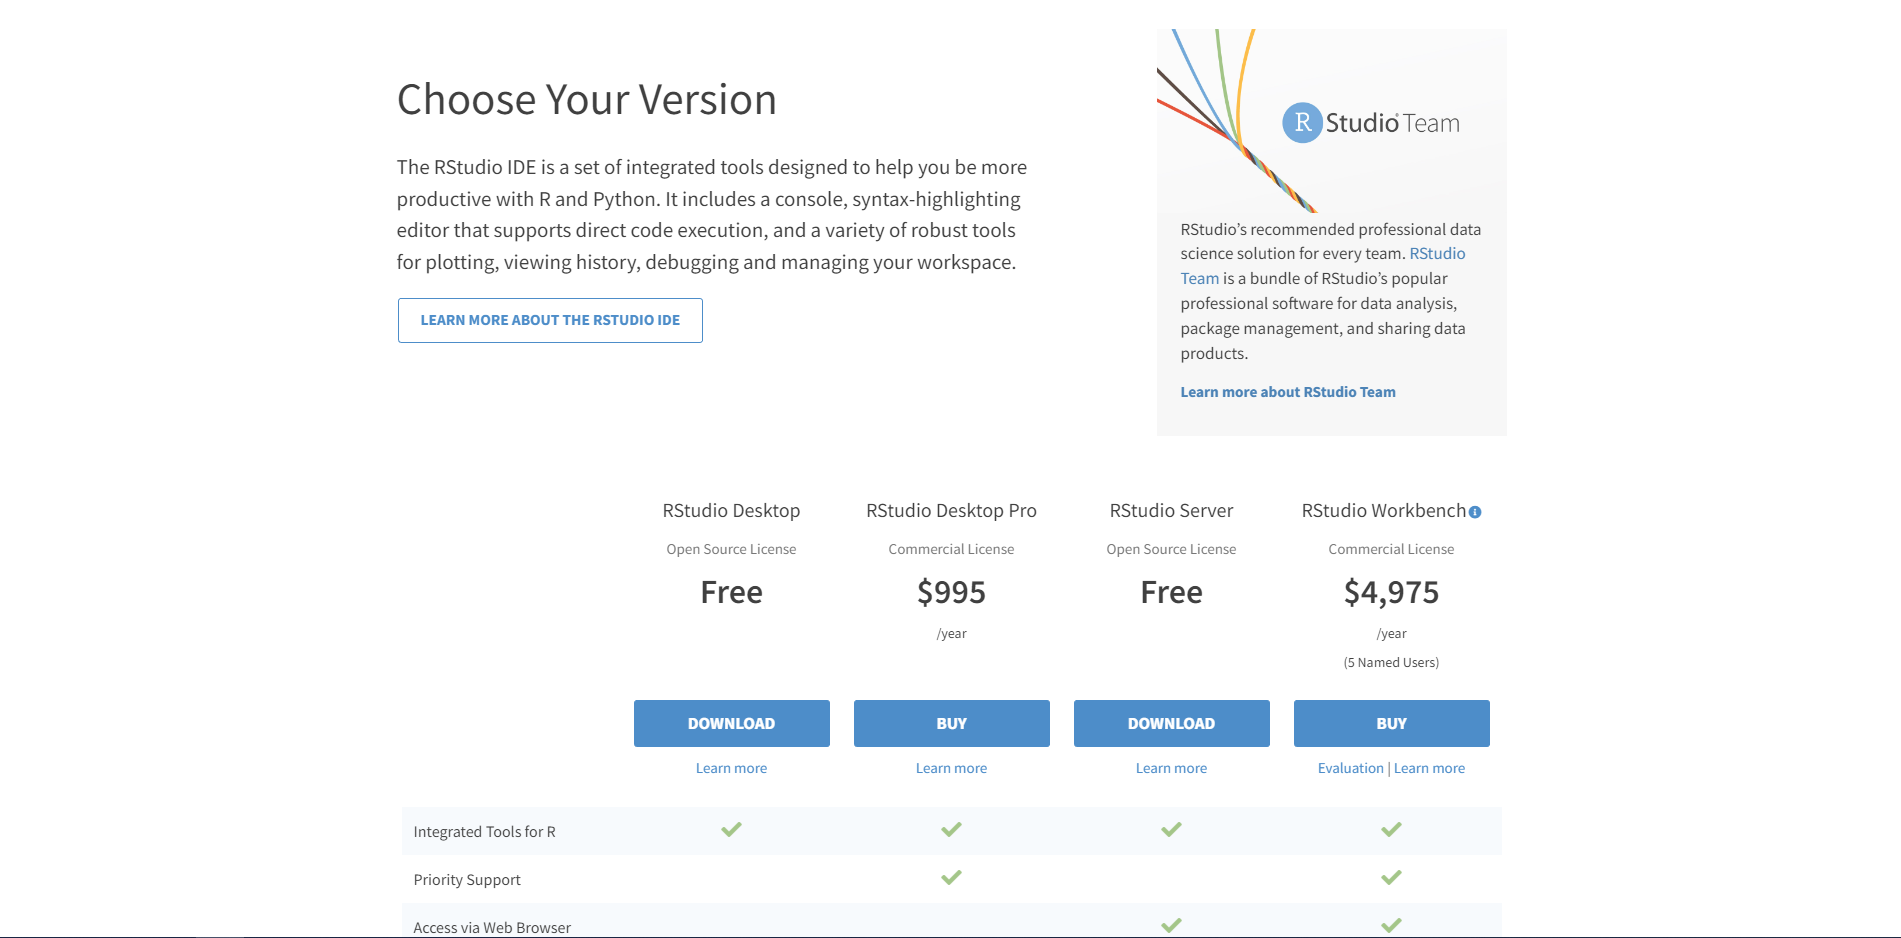 Choose Your Version
The RStudio IDE is a set of integrated tools designed to help you be more
productive with R and Python. It includes a console, syntax-highlighting
editor that supports direct code execution, and a variety of robust tools
for plotting, viewing history, debugging and managing your workspace.
LEARN MORE ABOUT THE RSTUDIO IDE
R Studio® Team
RStudio’s recommended professional data
science solution for every team. RStudio
Team is a bundle of RStudio’s popular
professional software for data analysis,
package management, and sharing data
products.
Learn more about RStudio Team
RStudio Desktop RStudio Desktop Pro RStudio Server RStudio Workbench i
Open Source License Commercial License Open Source License Commercial License
Free $995 Free $4,975
/year /year
(5 Named Users)
DOWNLOAD BUY DOWNLOAD BUY
Learn more Learn more Learn more Evaluation | Learn more
Integrated Tools for R
Priority Support
Access via Web Browser